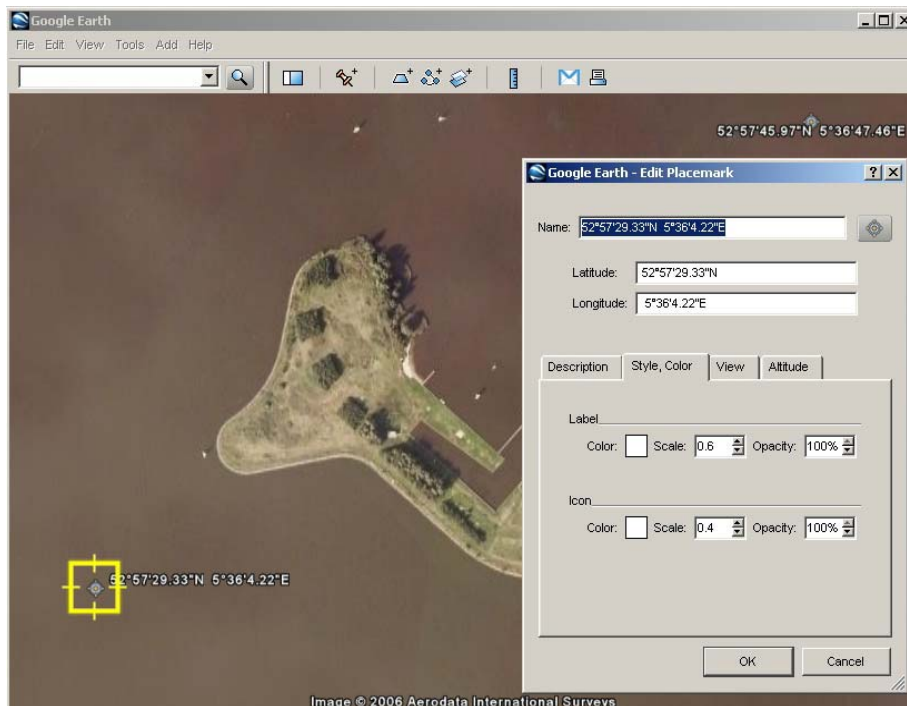 Google Earth
File Edit View Tools Add Help
52°57'45.97"N 5°36'47.46"E
Google Earth - Edit Placemark
Name: 52°57'29.33"N 5°36'4.22"E
Latitude: 52°57'29.33"N
Longitude: 5°36'4.22"E
Description Style, Color View Altitude
Label
Color: Scale: 0.6 Opacity: 100%
Icon
Color: Scale: 0.4 Opacity: 100%
OK Cancel
52°57'29.33"N 5°36'4.22"E
Image © 2006 Aerodata International Surveys